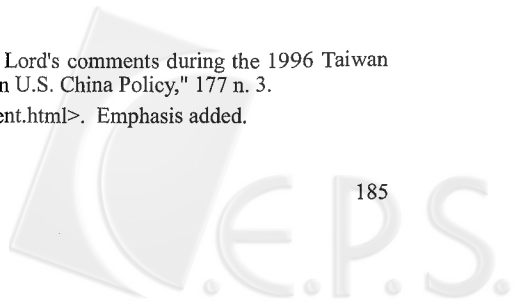 Lord's comments during the 1996 Taiwan
n U.S. China Policy," 177 n. 3.
ent.html>. Emphasis added.
185
C.E.P.S.